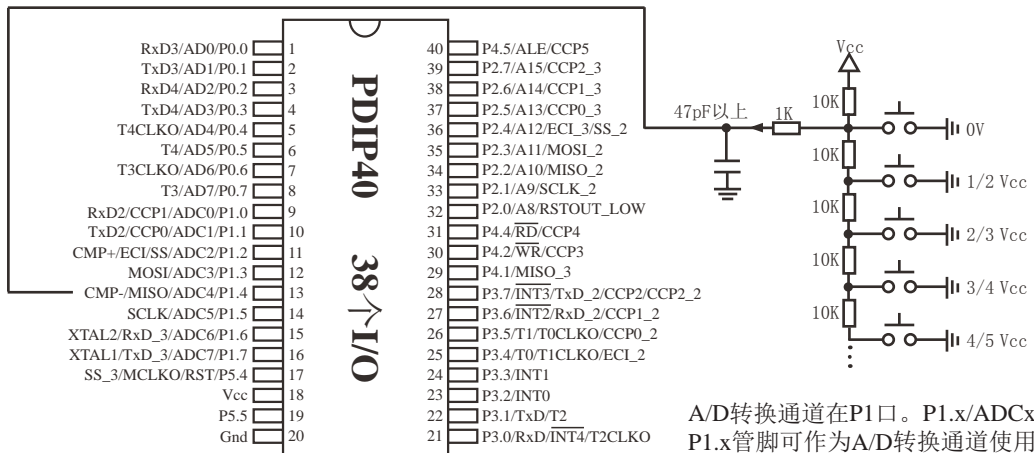 RxD3/AD0/P0.0 1
TxD3/AD1/P0.1 2
RxD4/AD2/P0.2 3
TxD4/AD3/P0.3 4
T4CLKO/AD4/P0.4 5
T4/AD5/P0.5 6
T3CLKO/AD6/P0.6 7
T3/AD7/P0.7 8
RxD2/CCP1/ADC0/P1.0 9
TxD2/CCP0/ADC1/P1.1 10
CMP+/ECI/SS/ADC2/P1.2 11
MOSI/ADC3/P1.3 12
CMP-/MISO/ADC4/P1.4 13
SCLK/ADC5/P1.5 14
XTAL2/RxD_3/ADC6/P1.6 15
XTAL1/TxD_3/ADC7/P1.7 16
SS_3/MCLKO/RST/P5.4 17
Vcc 18
P5.5 19
Gnd 20
PDIP40 38个I/O
40 P4.5/ALE/CCP5
39 P2.7/A15/CCP2_3
38 P2.6/A14/CCP1_3
37 P2.5/A13/CCP0_3
36 P2.4/A12/ECI_3/SS_2
35 P2.3/A11/MOSI_2
34 P2.2/A10/MISO_2
33 P2.1/A9/SCLK_2
32 P2.0/A8/RSTOUT_LOW
31 P4.4/RD/CCP4
30 P4.2/WR/CCP3
29 P4.1/MISO_3
28 P3.7/INT3/TxD_2/CCP2/CCP2_2
27 P3.6/INT2/RxD_2/CCP1_2
26 P3.5/T1/T0CLKO/CCP0_2
25 P3.4/T0/T1CLKO/ECI_2
24 P3.3/INT1
23 P3.2/INT0
22 P3.1/TxD/T2
21 P3.0/RxD/INT4/T2CLKO
Vcc
10K
47pF以上 1K
0V
10K
1/2 Vcc
10K
2/3 Vcc
10K
3/4 Vcc
10K
4/5 Vcc
A/D转换通道在P1口。P1.x/ADCx
P1.x管脚可作为A/D转换通道使用